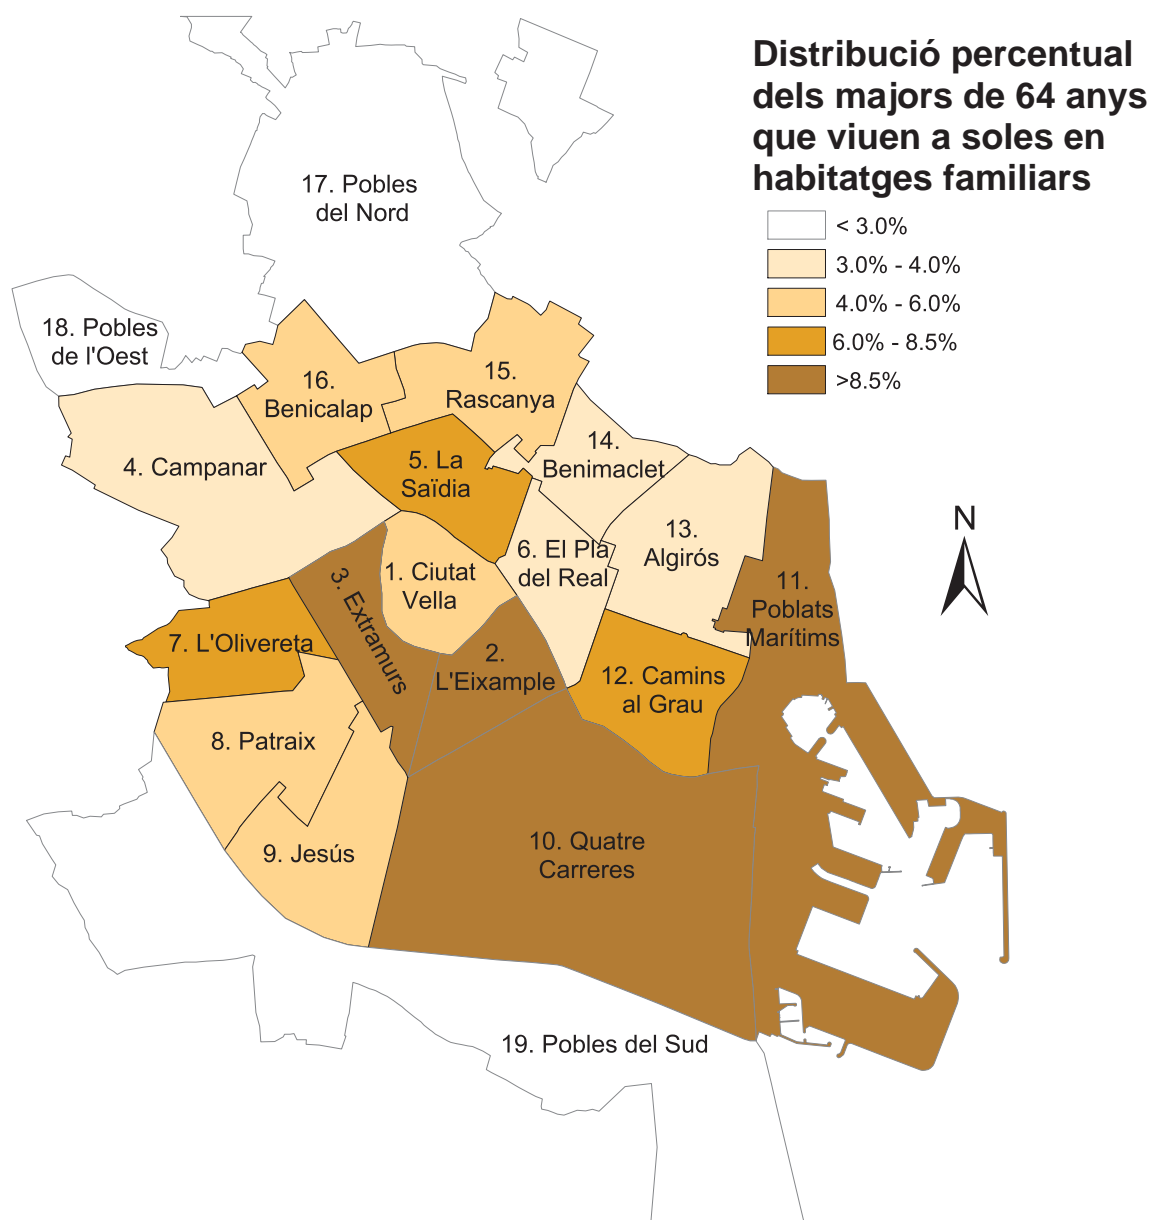 Distribució percentual
dels majors de 64 anys
que viuen a soles en
habitatges familiars
< 3.0%
3.0% - 4.0%
4.0% - 6.0%
6.0% - 8.5%
>8.5%
17. Pobles
del Nord
18. Pobles
de l'Oest
16.
Benicalap
15.
Rascanya
14.
Benimaclet
4. Campanar
5. La
Saïdia
13.
Algirós
6. El Pla
del Real
N
1. Ciutat
Vella
3. Extramurs
11.
Poblats
Marítims
7. L'Olivereta
2.
L'Eixample
12. Camins
al Grau
8. Patraix
9. Jesús
10. Quatre
Carreres
19. Pobles del Sud